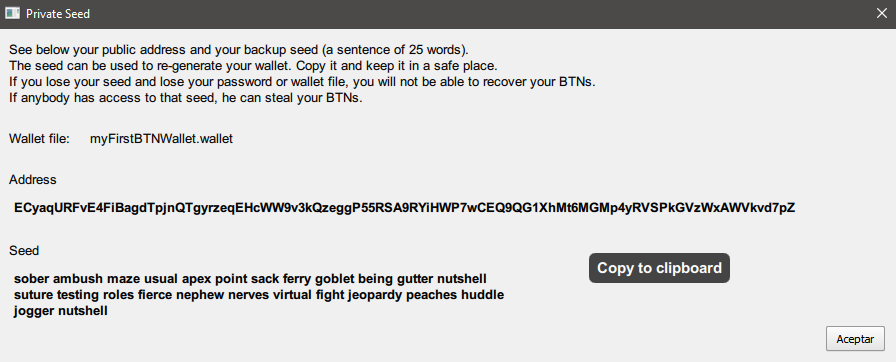 Private Seed
See below your public address and your backup seed (a sentence of 25 words).
The seed can be used to re-generate your wallet. Copy it and keep it in a safe place.
If you lose your seed and lose your password or wallet file, you will not be able to recover your BTNs.
If anybody has access to that seed, he can steal your BTNs.
Wallet file: myFirstBTNWallet.wallet
Address
ECyaqURFvE4FiBagdTpjnQTgyrzeqEHcWW9v3kQzeggP55RSA9RYiHWP7wCEQ9QG1XhMt6MGMp4yRVSPkGVzWxAWVkvd7pZ
Seed
sober ambush maze usual apex point sack ferry goblet being gutter nutshell
suture testing roles fierce nephew nerves virtual fight jeopardy peaches huddle
jogger nutshell
Copy to clipboard
Aceptar